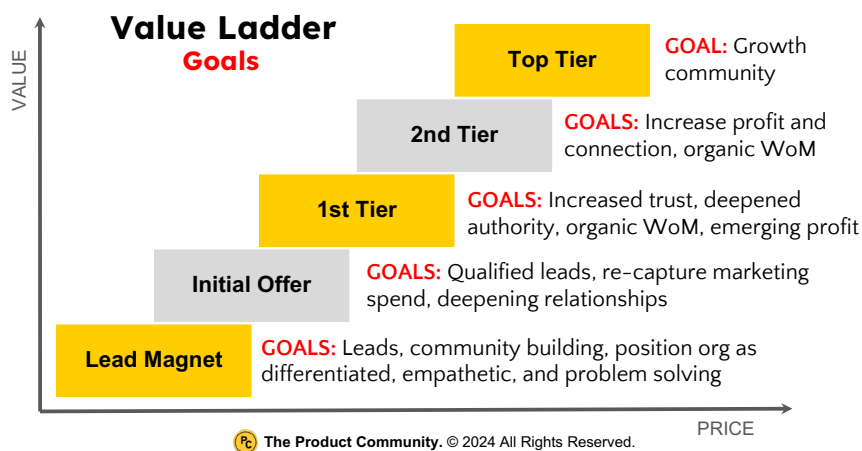 Value Ladder
Goals
VALUE
Top Tier
GOAL: Growth
community
2nd Tier
GOALS: Increase profit and
connection, organic WoM
1st Tier
GOALS: Increased trust, deepened
authority, organic WoM, emerging profit
Initial Offer
GOALS: Qualified leads, re-capture marketing
spend, deepening relationships
Lead Magnet
GOALS: Leads, community building, position org as
differentiated, empathetic, and problem solving
PRICE
PC The Product Community. © 2024 All Rights Reserved.